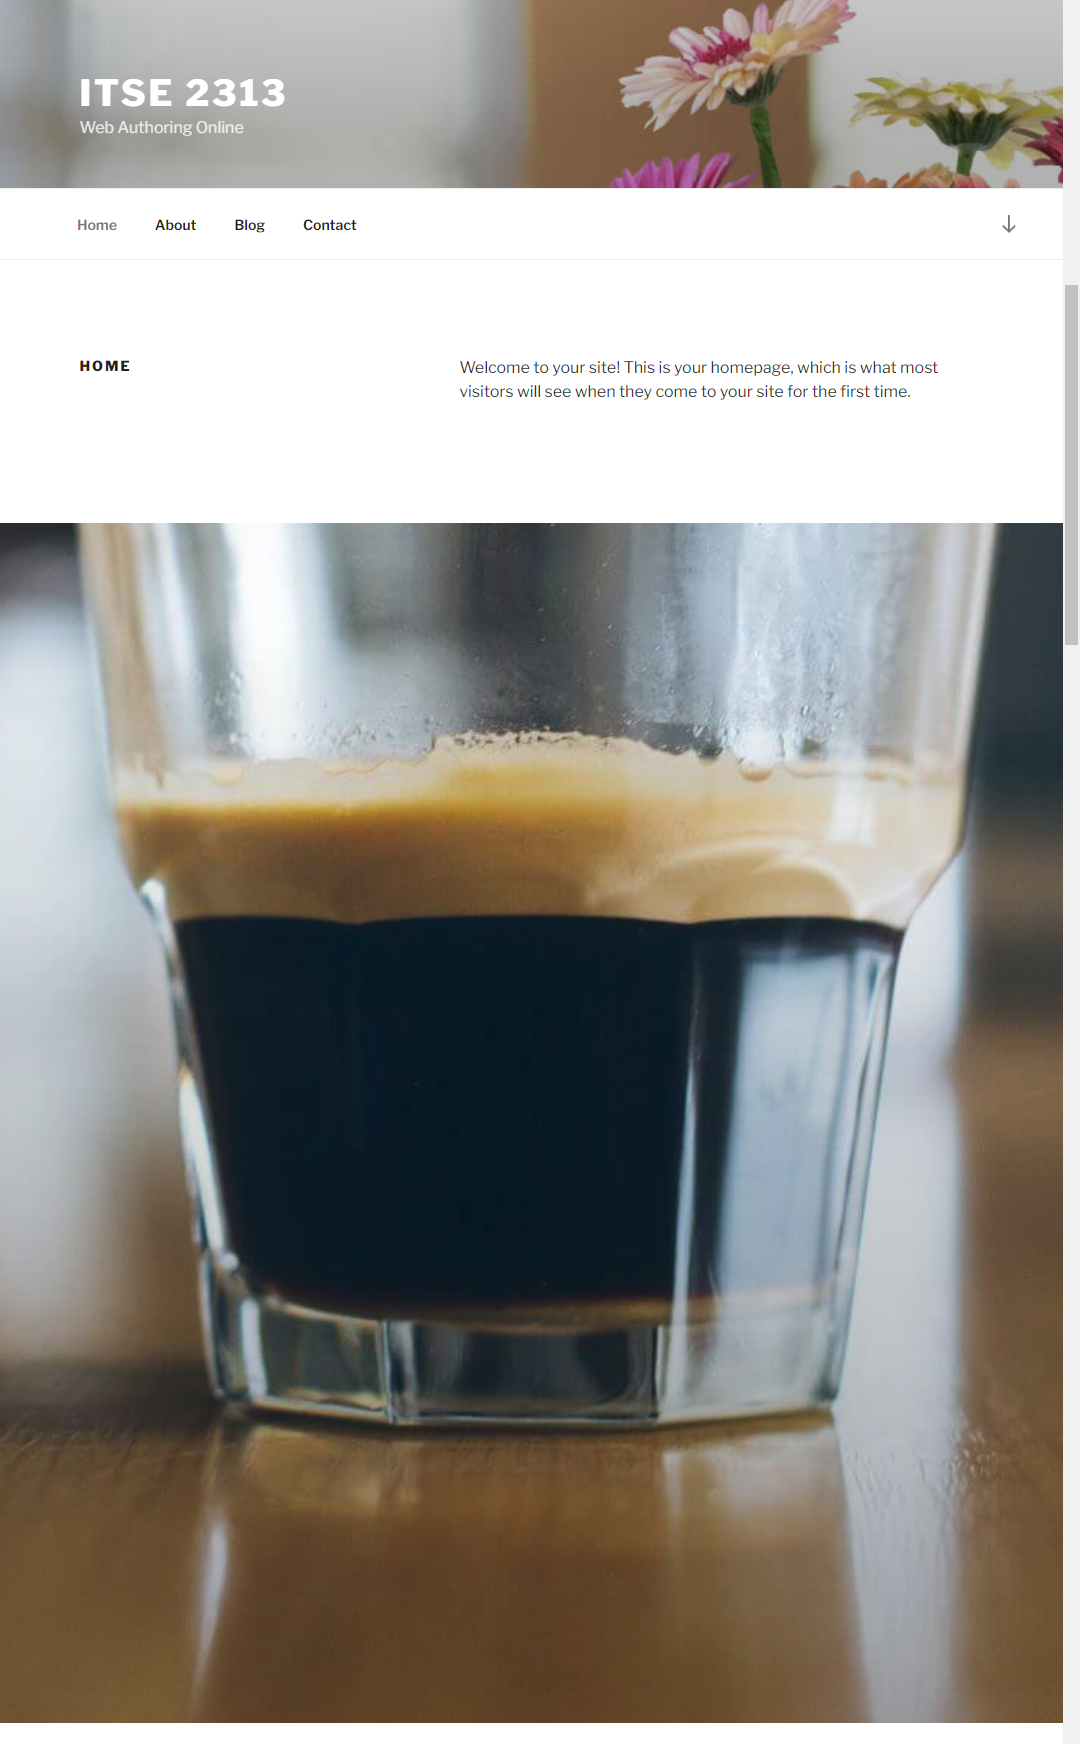 ITSE 2313
Web Authoring Online
Home About Blog Contact
HOME
Welcome to your site! This is your homepage, which is what most
visitors will see when they come to your site for the first time.